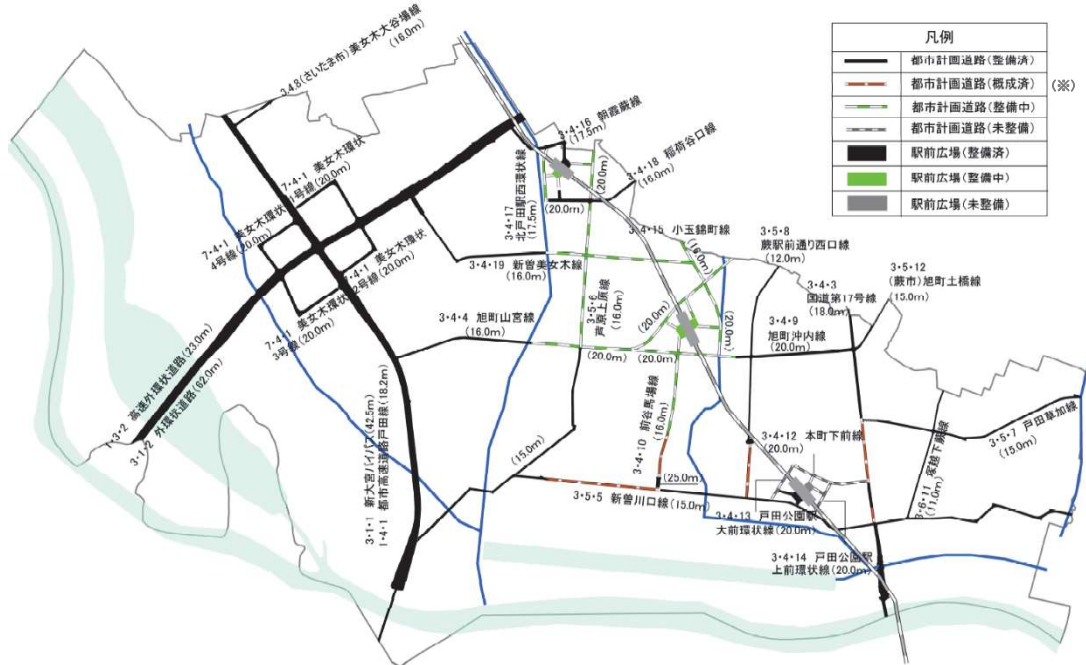 凡例
都市計画道路(整備済)
都市計画道路(概成済)
(※)
都市計画道路(整備中)
都市計画道路(未整備)
駅前広場(整備済)
駅前広場(整備中)
駅前広場(未整備)
3・4・8(さいたま市)美女木大谷場線
(16.0m)
3・4・16 朝霞蕨線
(17.5m)
3・4・18 稲荷谷口線
(16.0m)
(20.0m)
(20.0m)
3・4・17
北戸田駅西環状線
(17.5m)
7・4・1 美女木環状
1号線(20.0m)
7・4・1 美女木環状
4号線(20.0m)
7・4・1 美女木環状
2号線(20.0m)
7・4・1 美女木環状
3号線(20.0m)
3・4・15 小玉錦町線
(16.0m)
3・5・8
蕨駅前通り西口線
(12.0m)
3・4・19 新曽美女木線
(16.0m)
3・5・12
(蕨市)旭町土橋線
(15.0m)
3・4・3
国道第17号線
(18.0m)
3・5・6
芦原上原線
(16.0m)
3・4・4 旭町山宮線
(16.0m)
(20.0m)
(20.0m)
3・4・9
旭町沖内線
(20.0m)
(20.0m)
(20.0m)
1・3・2 高速外環状道路(23.0m)
3・1・2 外環状道路(62.0m)
3・1・1 新大宮バイパス(42.5m)
1・4・1 都市高速道路戸田線(18.2m)
(15.0m)
3・4・10 前谷馬場線
(16.0m)
(25.0m)
3・4・12 本町下前線
(20.0m)
3・5・7 戸田草加線
(15.0m)
3・5・5 新曽川口線(15.0m)
3・4・13 戸田公園駅
大前環状線(20.0m)
3・6・11 塚越下蕨線
(11.0m)
3・4・14 戸田公園駅
上前環状線(20.0m)